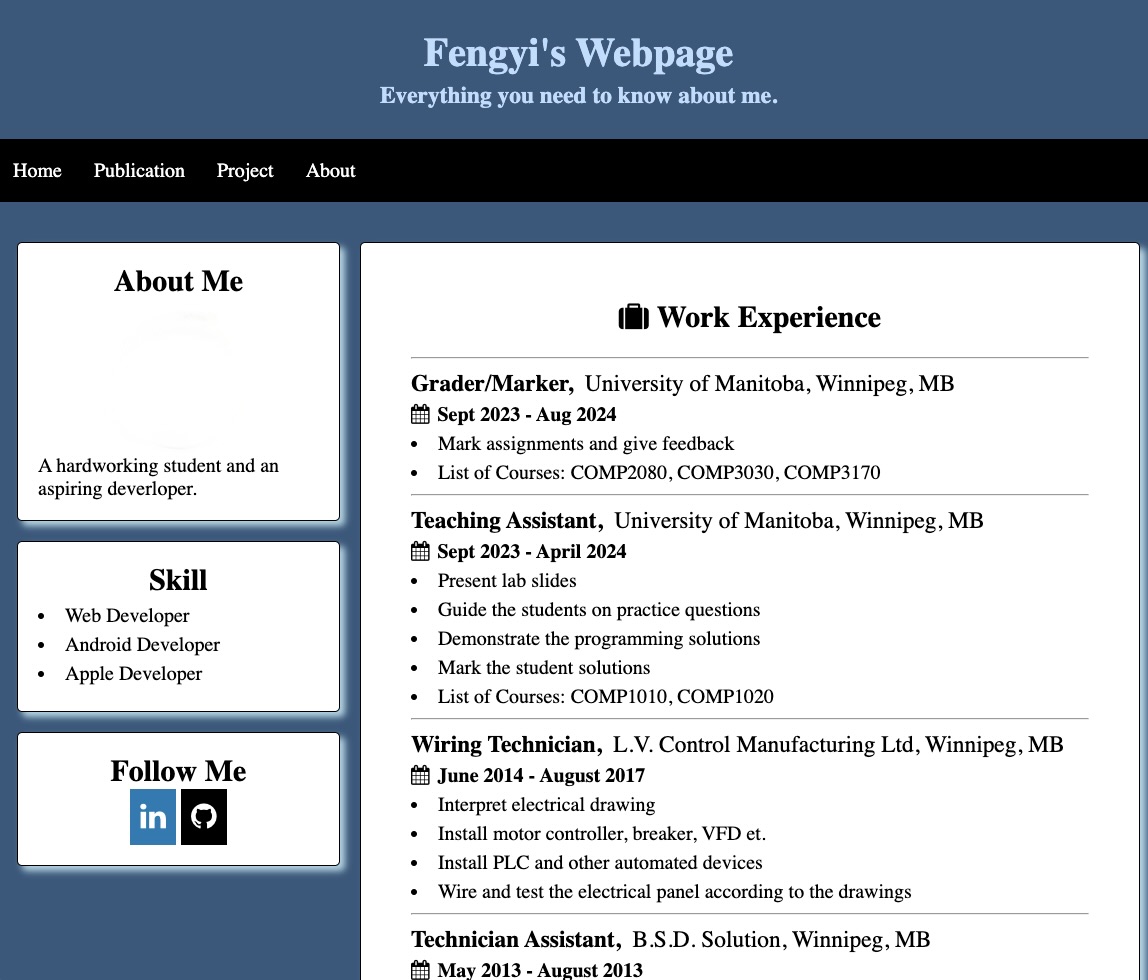 Fengyi's Webpage
Everything you need to know about me.
Home Publication Project About
About Me
A hardworking student and an
aspiring deverloper.
Skill
• Web Developer
• Android Developer
• Apple Developer
Follow Me
in
Work Experience
Grader/Marker, University of Manitoba, Winnipeg, MB
Sept 2023 - Aug 2024
• Mark assignments and give feedback
• List of Courses: COMP2080, COMP3030, COMP3170
Teaching Assistant, University of Manitoba, Winnipeg, MB
Sept 2023 - April 2024
• Present lab slides
• Guide the students on practice questions
• Demonstrate the programming solutions
• Mark the student solutions
• List of Courses: COMP1010, COMP1020
Wiring Technician, L.V. Control Manufacturing Ltd, Winnipeg, MB
June 2014 - August 2017
• Interpret electrical drawing
• Install motor controller, breaker, VFD et.
• Install PLC and other automated devices
• Wire and test the electrical panel according to the drawings
Technician Assistant, B.S.D. Solution, Winnipeg, MB
May 2013 - August 2013